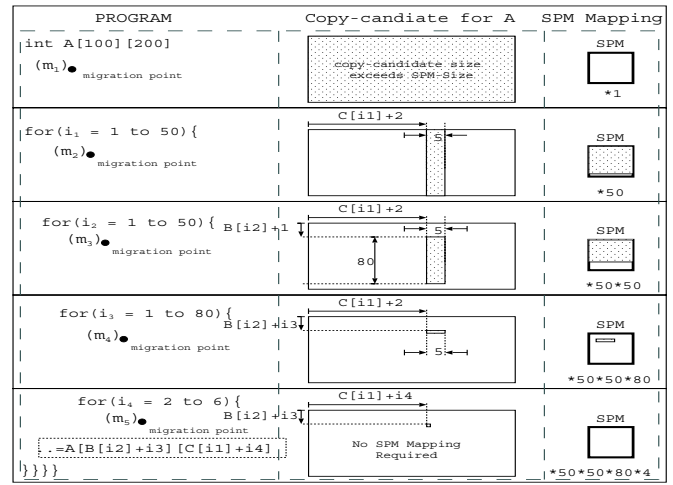 PROGRAM Copy-candiate for A SPM Mapping
int A[100][200]
(m₁) migration point
copy-candidate size
exceeds SPM-Size
SPM
*1
for(i₁ = 1 to 50){
(m₂) migration point
C[i1]+2
5
SPM
*50
for(i₂ = 1 to 50){
(m₃) migration point
C[i1]+2
B[i2]+1
5
80
SPM
*50*50
for(i₃ = 1 to 80){
(m₄) migration point
C[i1]+2
B[i2]+i3
5
SPM
*50*50*80
for(i₄ = 2 to 6){
(m₅) migration point
..=A[B[i2]+i3][C[i1]+i4]
}}}}
C[i1]+i4
B[i2]+i3
No SPM Mapping
Required
SPM
*50*50*80*4